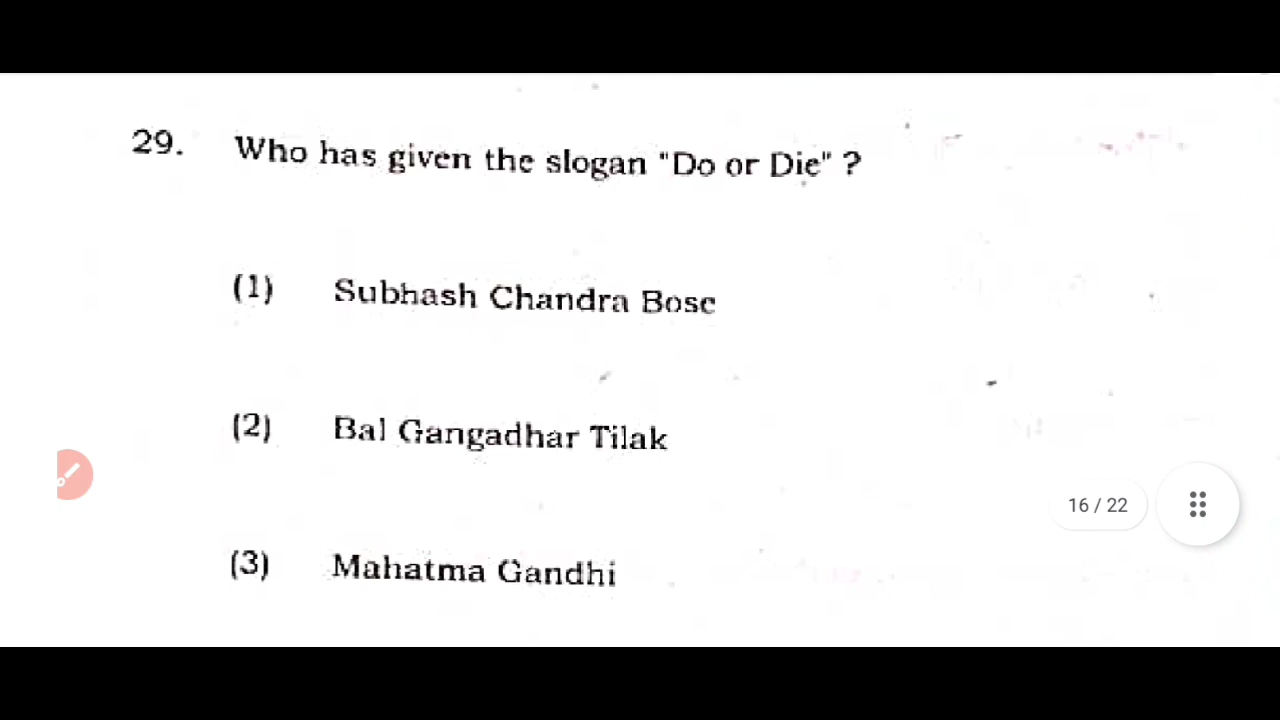 29. Who has given the slogan "Do or Die" ?
(1) Subhash Chandra Bose
(2) Bal Gangadhar Tilak
16 / 22
(3) Mahatma Gandhi